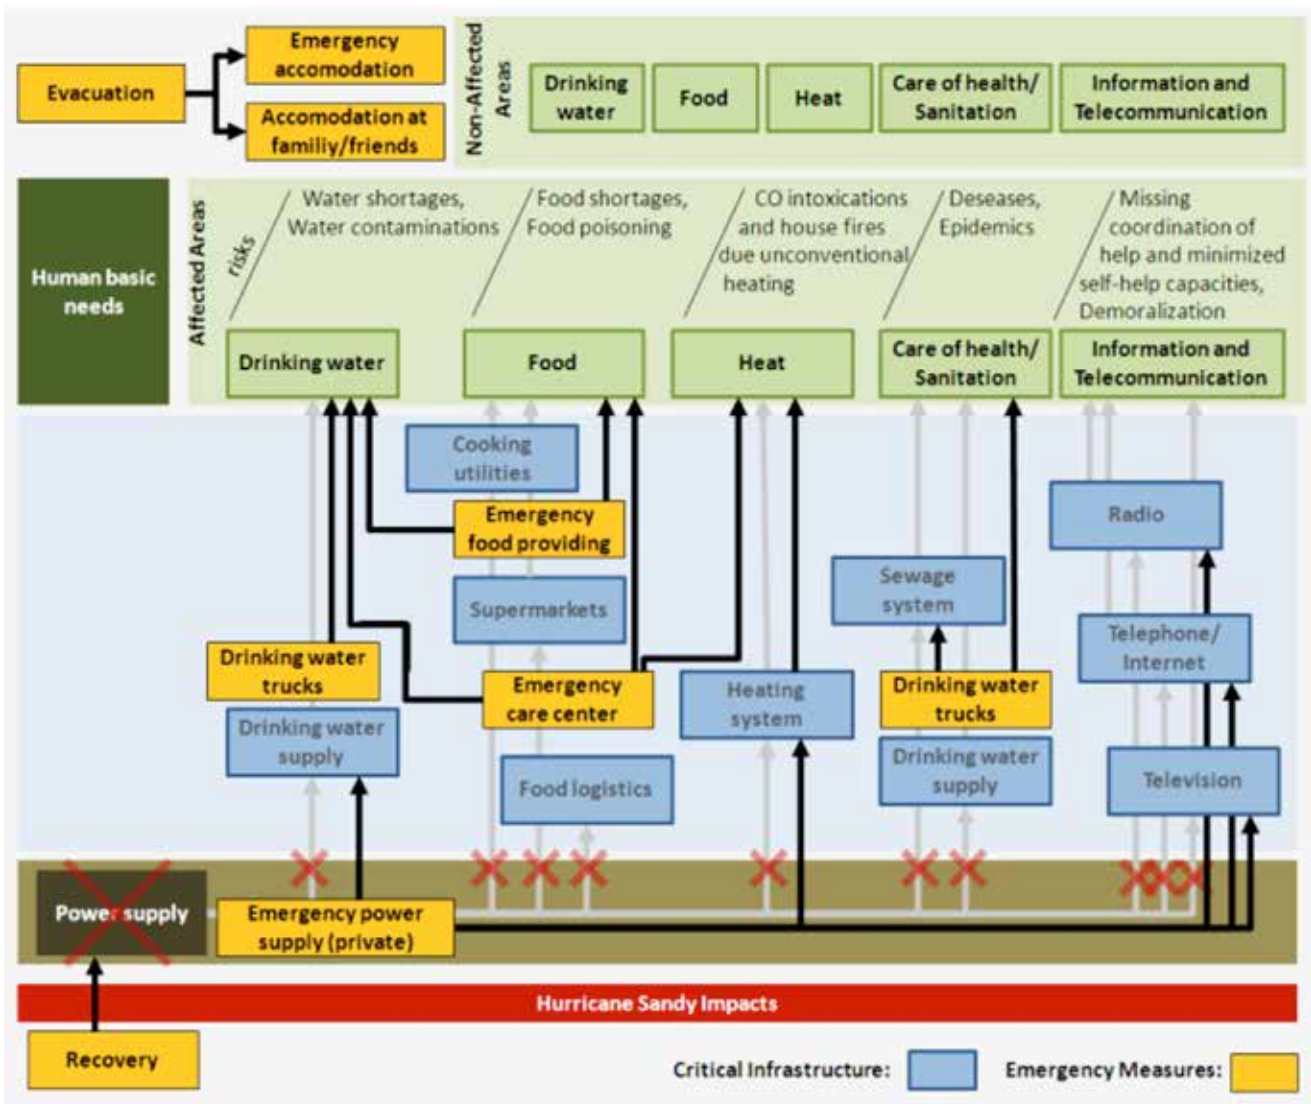 Evacuation
Emergency
accomodation
Accomodation at
familiy/friends
Non-Affected
Areas
Drinking
water
Food
Heat
Care of health/
Sanitation
Information and
Telecommunication
Human basic
needs
Affected Areas
risks
Water shortages,
Water contaminations
Food shortages,
Food poisoning
CO intoxications
and house fires
due unconventional
heating
Deseases,
Epidemics
Missing
coordination of
help and minimized
self-help capacities,
Demoralization
Drinking water
Food
Heat
Care of health/
Sanitation
Information and
Telecommunication
Cooking
utilities
Emergency
food providing
Radio
Supermarkets
Sewage
system
Telephone/
Internet
Drinking water
trucks
Emergency
care center
Heating
system
Drinking water
trucks
Drinking water
supply
Food logistics
Drinking water
supply
Television
Power supply
Emergency power
supply (private)
Hurricane Sandy Impacts
Recovery
Critical Infrastructure:
Emergency Measures: